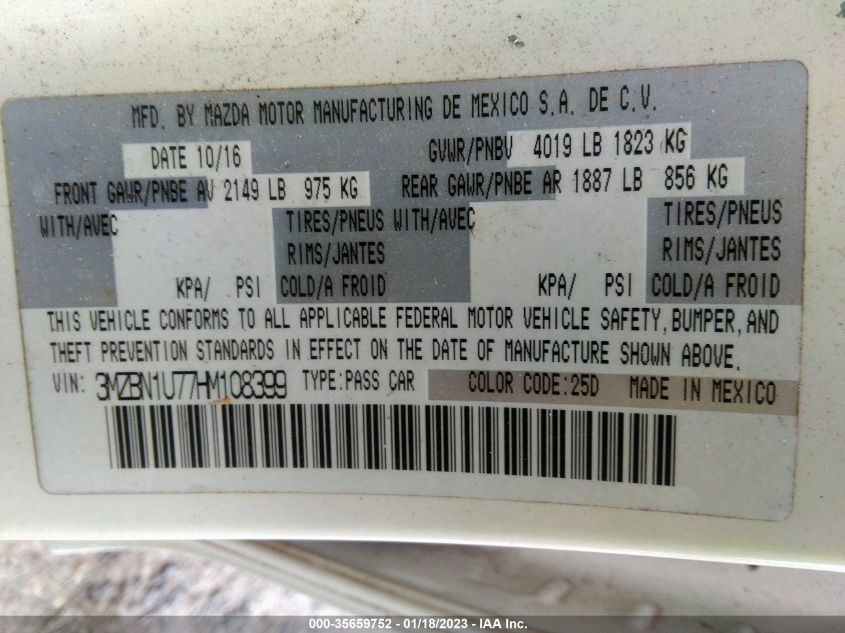 MFD. BY MAZDA MOTOR MANUFACTURING DE MEXICO S.A. DE C.V.
DATE 10/16 GVWR/PNBV 4019 LB 1823 KG
FRONT GAWR/PNBE AV 2149 LB 975 KG REAR GAWR/PNBE AR 1887 LB 856 KG
WITH/AVEC TIRES/PNEUS WITH/AVEC TIRES/PNEUS
RIMS/JANTES RIMS/JANTES
KPA/ PSI COLD/A FROID KPA/ PSI COLD/A FROID
THIS VEHICLE CONFORMS TO ALL APPLICABLE FEDERAL MOTOR VEHICLE SAFETY, BUMPER, AND
THEFT PREVENTION STANDARDS IN EFFECT ON THE DATE OF MANUFACTURE SHOWN ABOVE.
VIN: 3MZBN1U77HM108399 TYPE:PASS CAR COLOR CODE:25D MADE IN MEXICO
000-35659752 / 01/18/2023 / © IAA Inc.